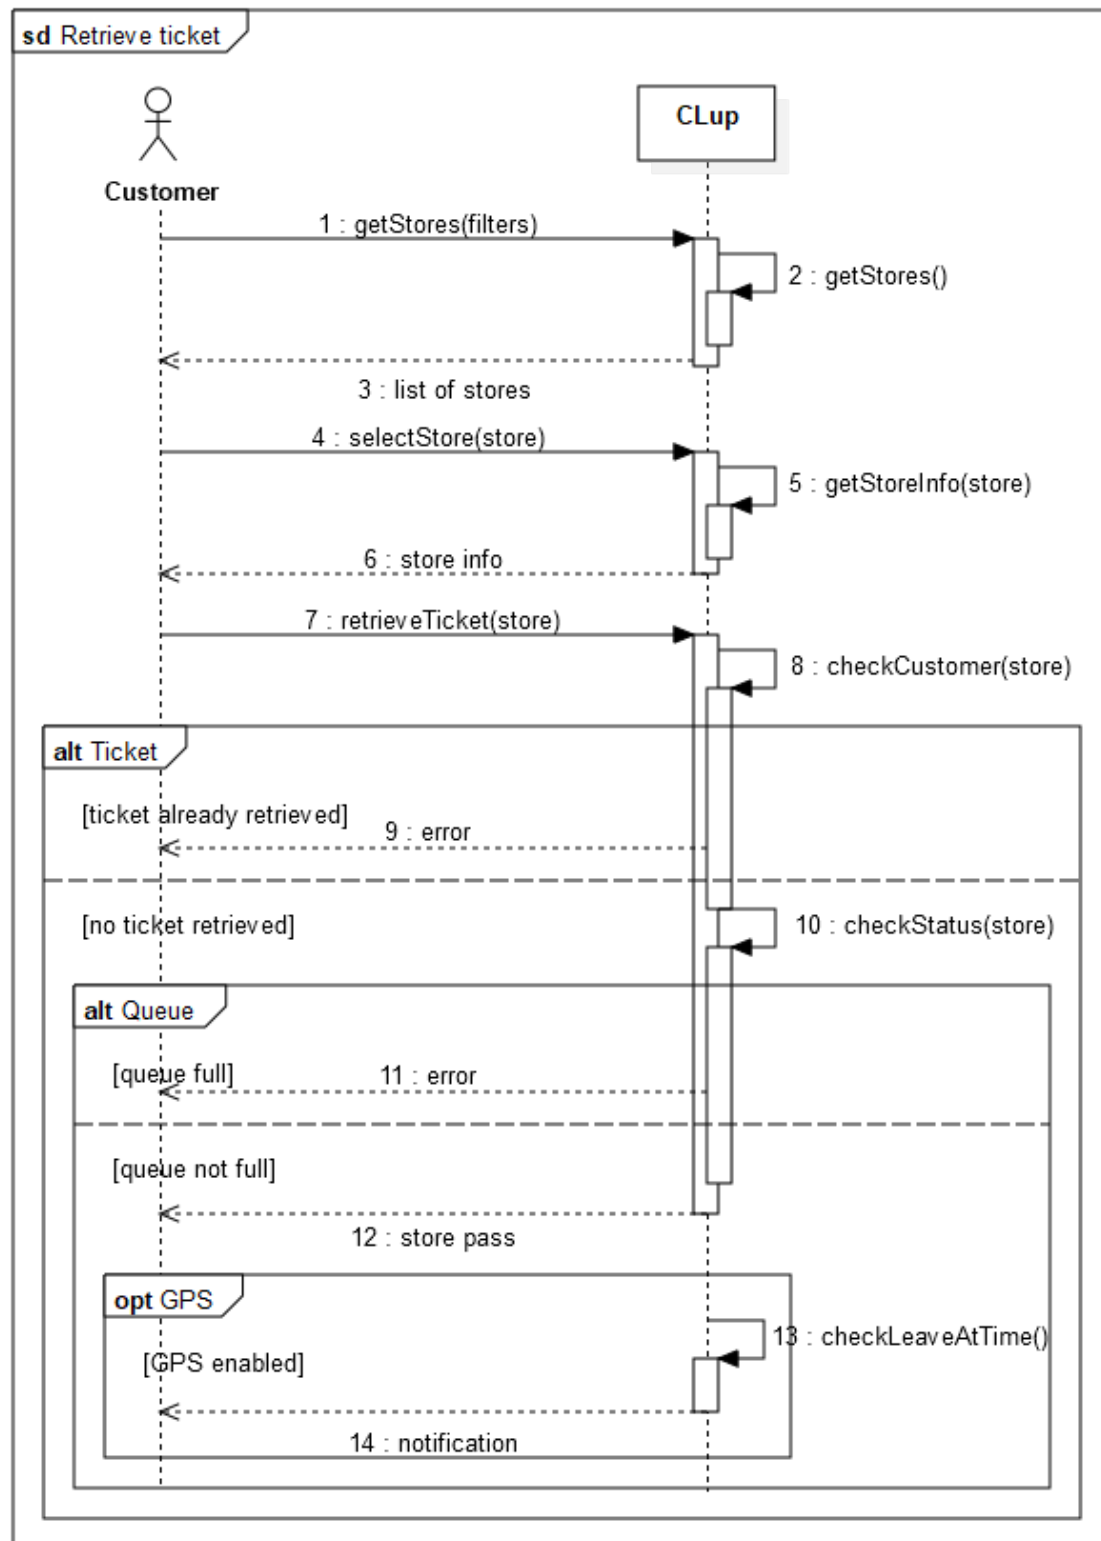 sd Retrieve ticket
CLup
Customer
1 : getStores(filters)
2 : getStores()
3 : list of stores
4 : selectStore(store)
5 : getStoreInfo(store)
6 : store info
7 : retrieveTicket(store)
8 : checkCustomer(store)
alt Ticket
[ticket already retrieved]
9 : error
[no ticket retrieved]
10 : checkStatus(store)
alt Queue
[queue full]
11 : error
[queue not full]
12 : store pass
opt GPS
13 : checkLeaveAtTime()
[GPS enabled]
14 : notification